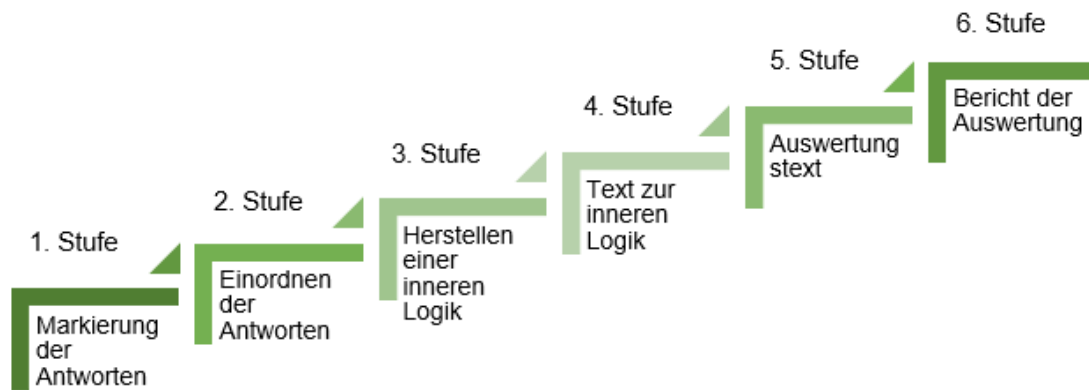 1. Stufe
Markierung
der
Antworten
2. Stufe
Einordnen
der
Antworten
3. Stufe
Herstellen
einer
inneren
Logik
4. Stufe
Text zur
inneren
Logik
5. Stufe
Auswertung
stext
6. Stufe
Bericht der
Auswertung